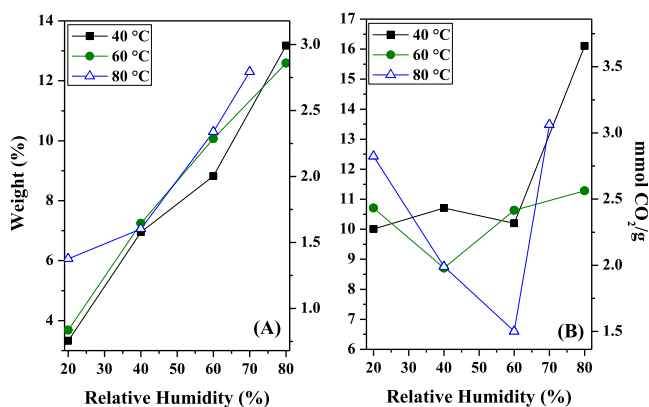 14
12
10
8
6
4
Weight (%)
40 °C
60 °C
80 °C
3.0
2.5
2.0
1.5
1.0
(A)
20 30 40 50 60 70 80
Relative Humidity (%)
17
16
15
14
13
12
11
10
9
8
7
6
40 °C
60 °C
80 °C
3.5
3.0
2.5
2.0
1.5
mmol CO₂/g
(B)
20 30 40 50 60 70 80
Relative Humidity (%)